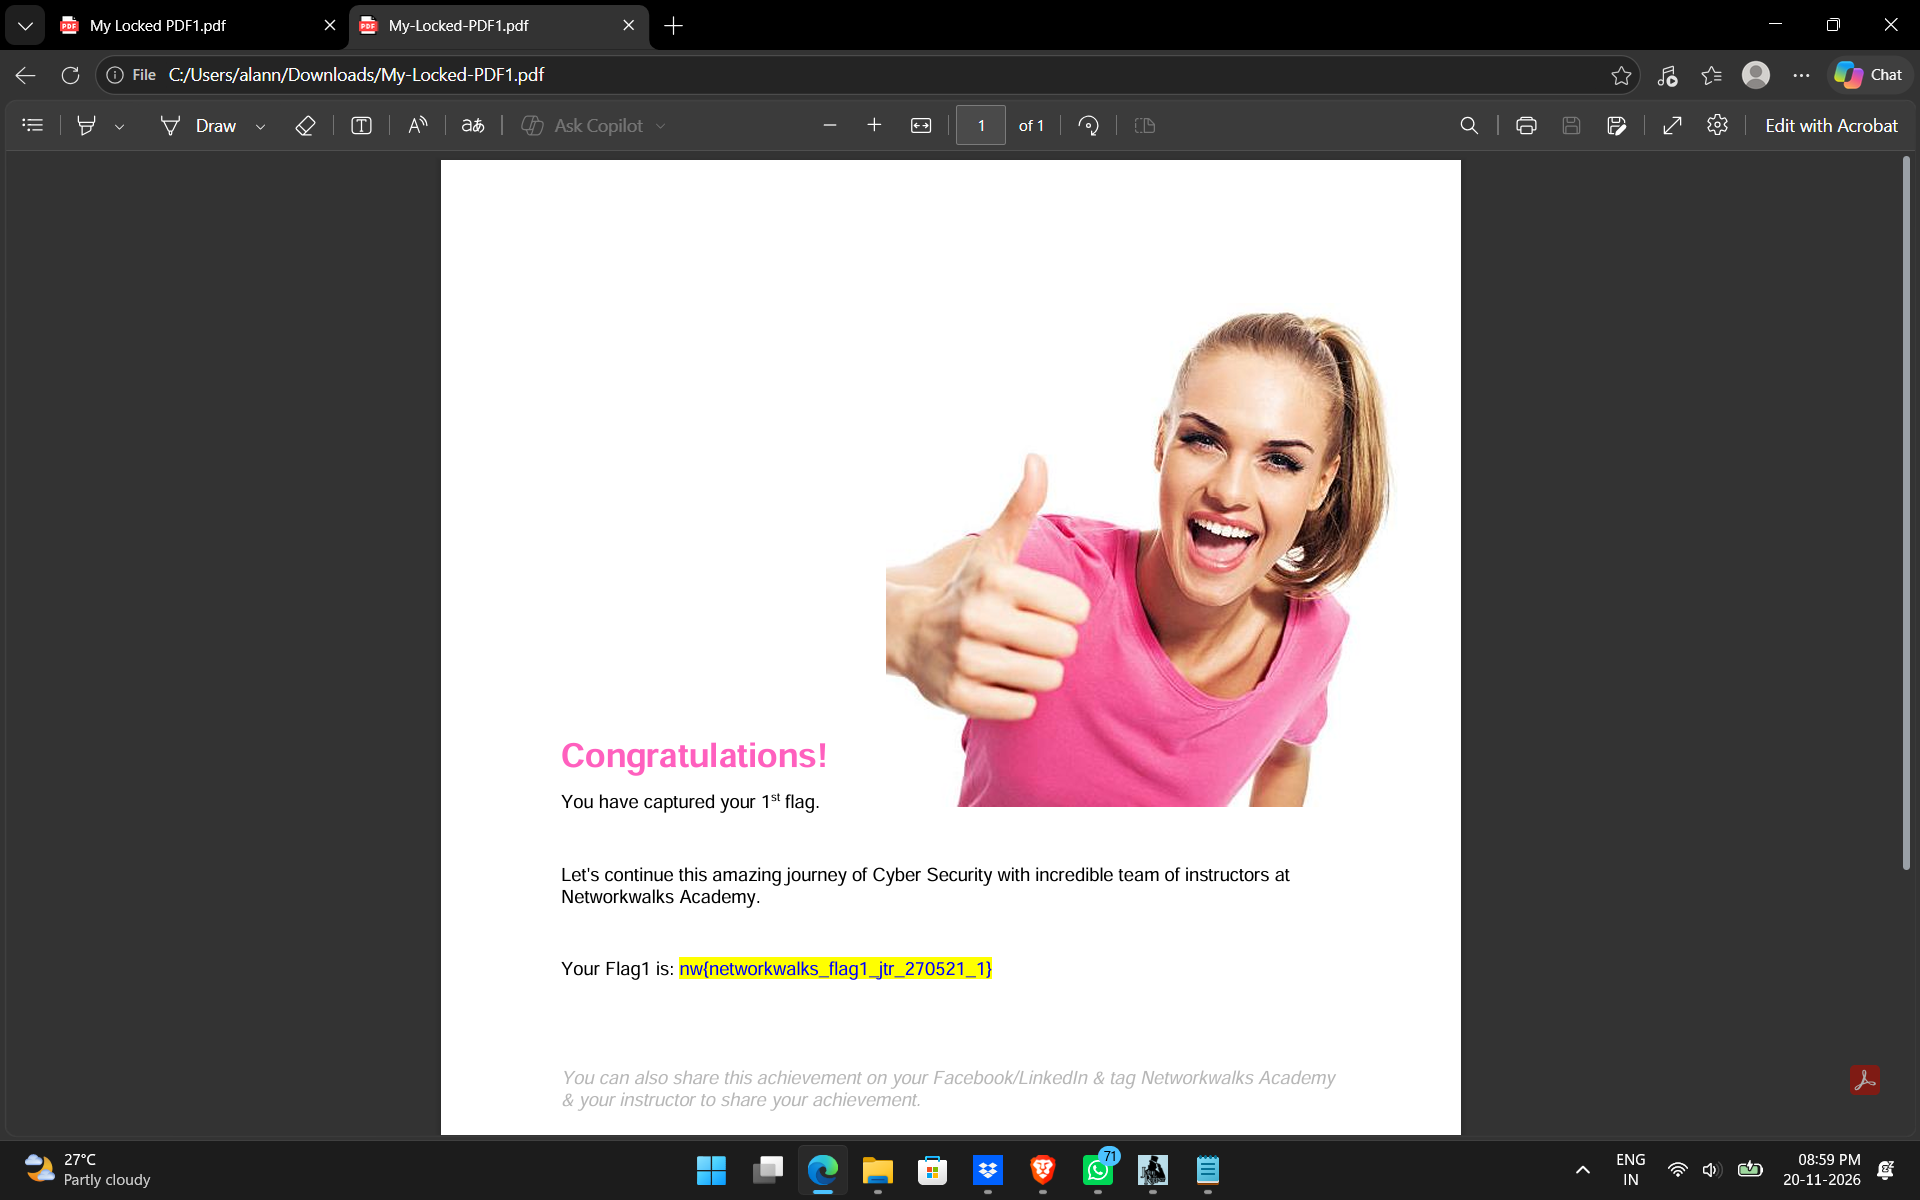 My Locked PDF1.pdf
My-Locked-PDF1.pdf
File C:/Users/alann/Downloads/My-Locked-PDF1.pdf
Chat
Draw
aあ
Ask Copilot
1 of 1
Edit with Acrobat
Congratulations!
You have captured your 1st flag.
Let's continue this amazing journey of Cyber Security with incredible team of instructors at
Networkwalks Academy.
Your Flag1 is: nw{networkwalks_flag1_jtr_270521_1}
You can also share this achievement on your Facebook/LinkedIn & tag Networkwalks Academy
& your instructor to share your achievement.
27°C
Partly cloudy
71
ENG
IN
08:59 PM
20-11-2026